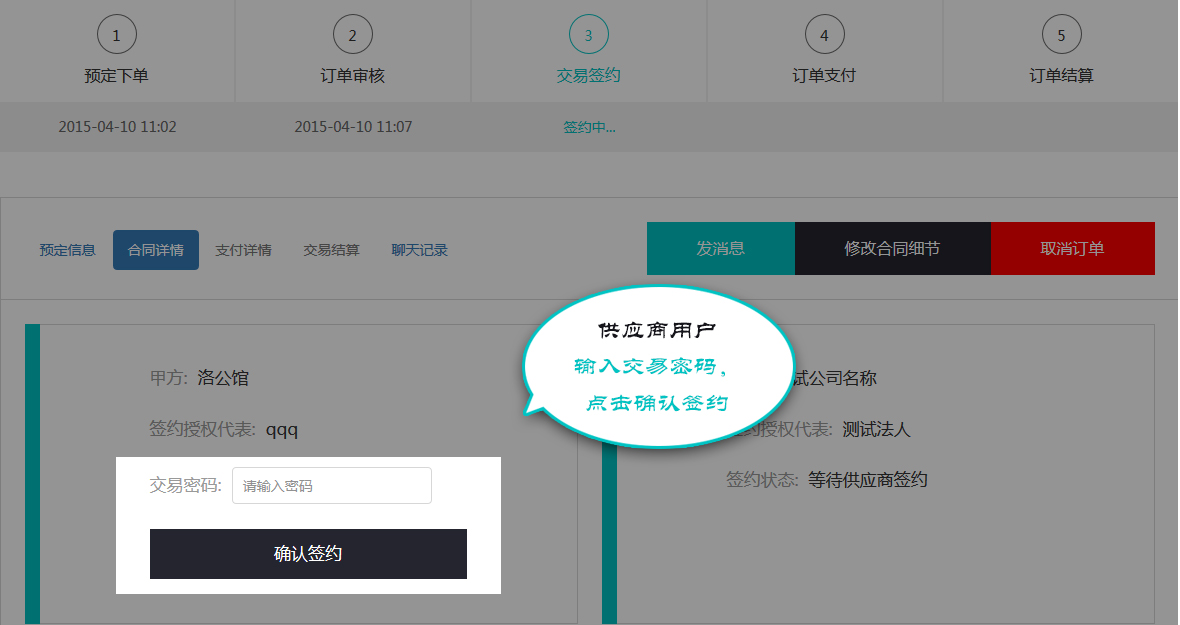 1 2 3 4 5
预定下单 订单审核 交易签约 订单支付 订单结算
2015-04-10 11:02 2015-04-10 11:07 签约中...
预定信息 合同详情 支付详情 交易结算 聊天记录 发消息 修改合同细节 取消订单
供应商用户
输入交易密码，
点击确认签约
甲方: 洛公馆
签约授权代表: qqq
交易密码: 请输入密码
确认签约
试公司名称
签约授权代表: 测试法人
签约状态: 等待供应商签约